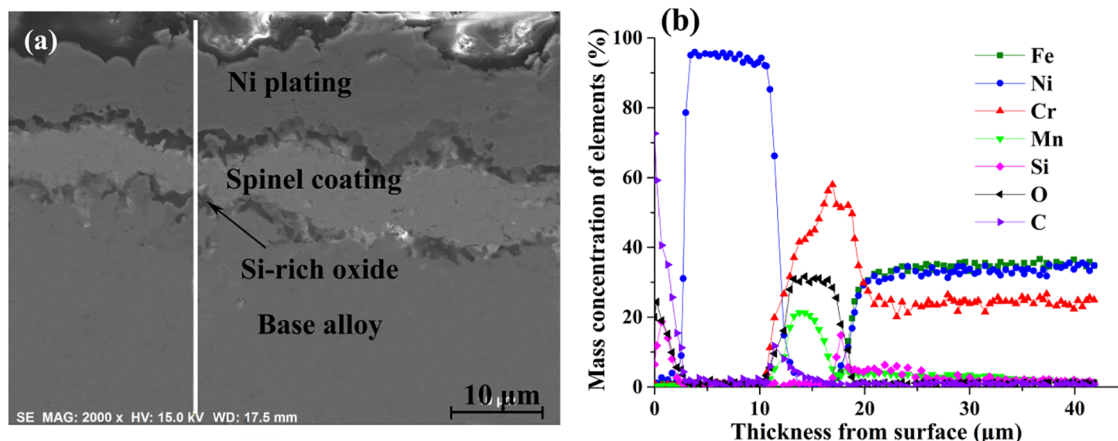 (a)
Ni plating
Spinel coating
Si-rich oxide
Base alloy
10 µm
SE MAG: 2000 x HV: 15.0 kV WD: 17.5 mm
(b)
Mass concentration of elements (%)
100
80
60
40
20
0
Fe
Ni
Cr
Mn
Si
O
C
0 10 20 30 40
Thickness from surface (µm)